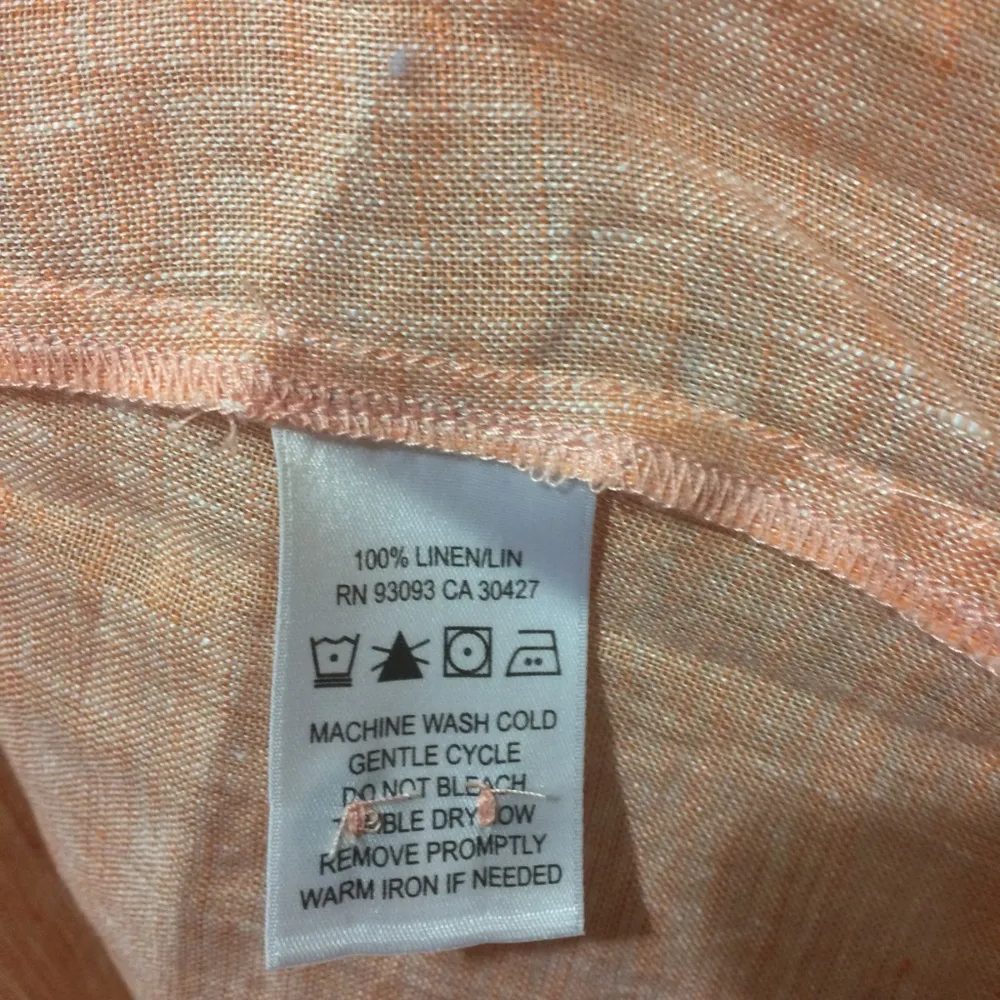 100% LINEN/LIN
RN 93093 CA 30427
MACHINE WASH COLD
GENTLE CYCLE
DO NOT BLEACH
TUMBLE DRY LOW
REMOVE PROMPTLY
WARM IRON IF NEEDED